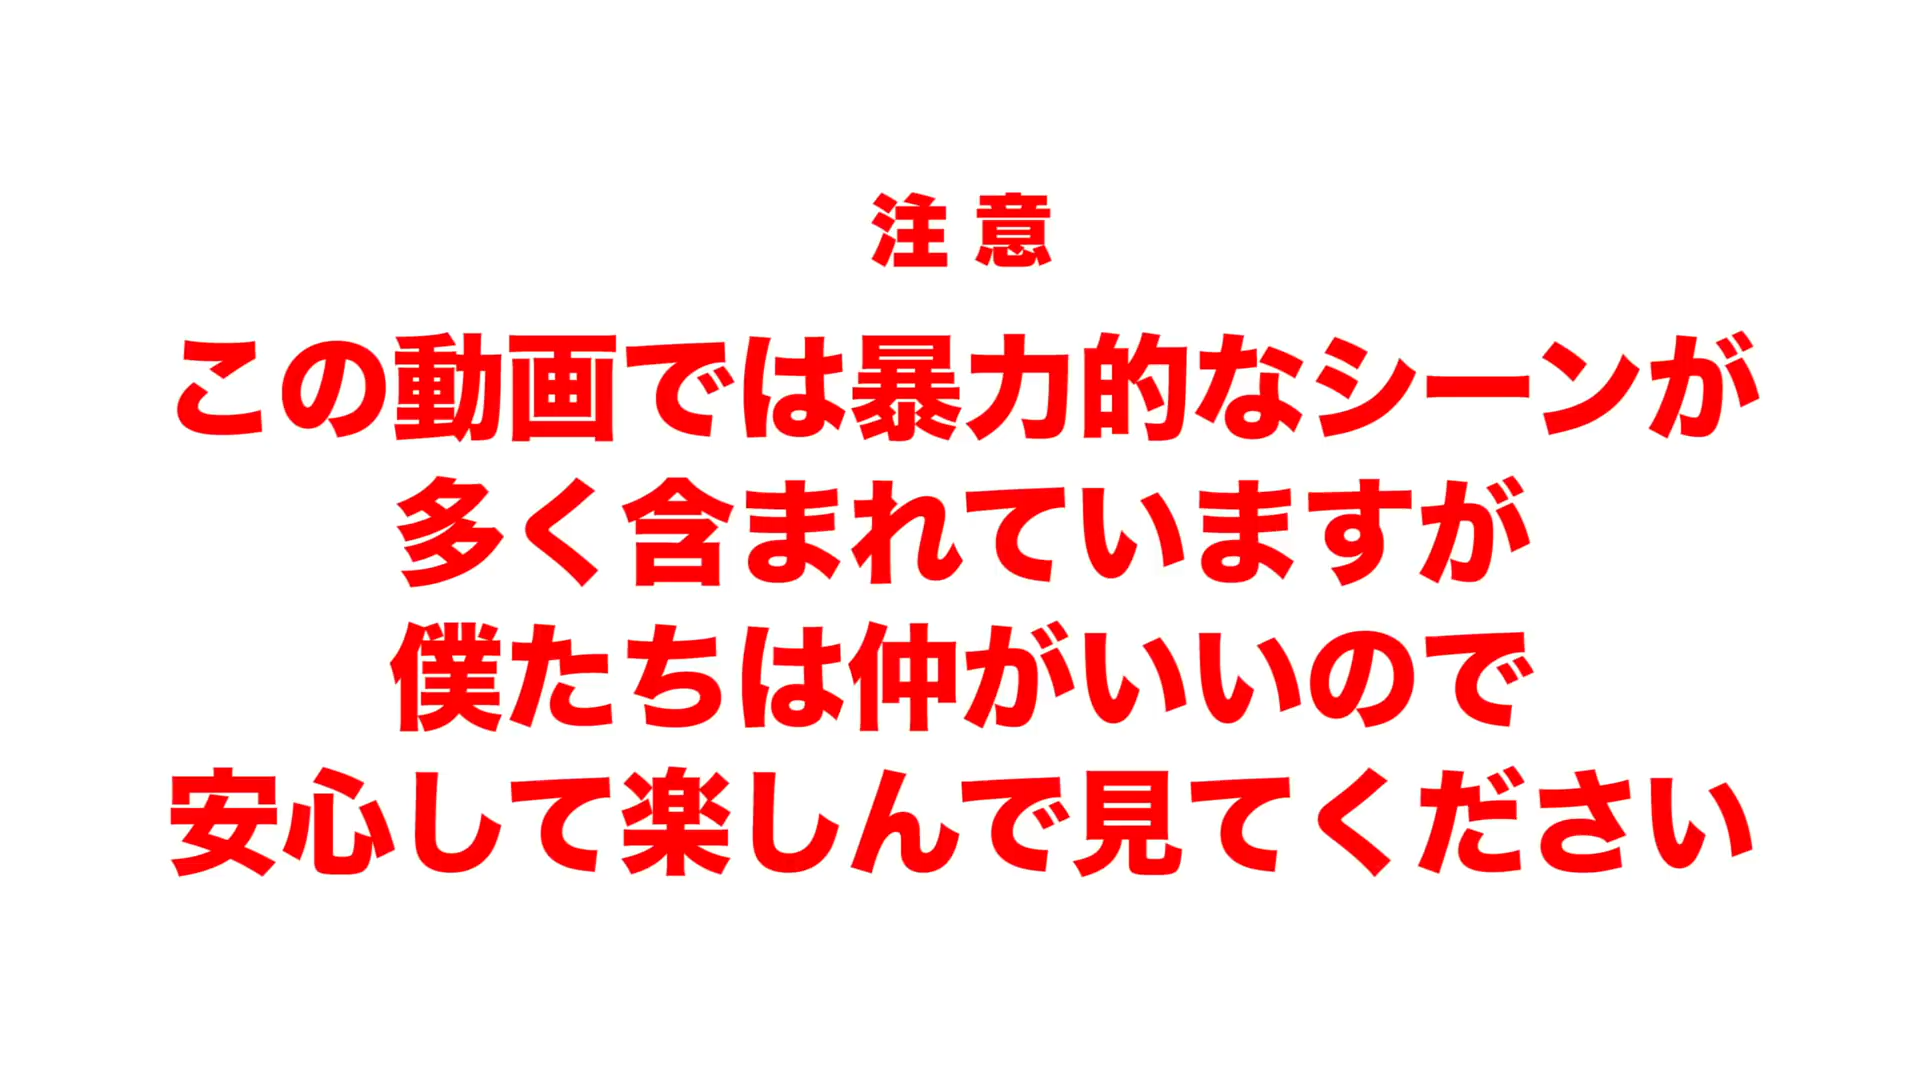 注意
この動画では暴力的なシーンが
多く含まれていますが
僕たちは仲がいいので
安心して楽しんで見てください